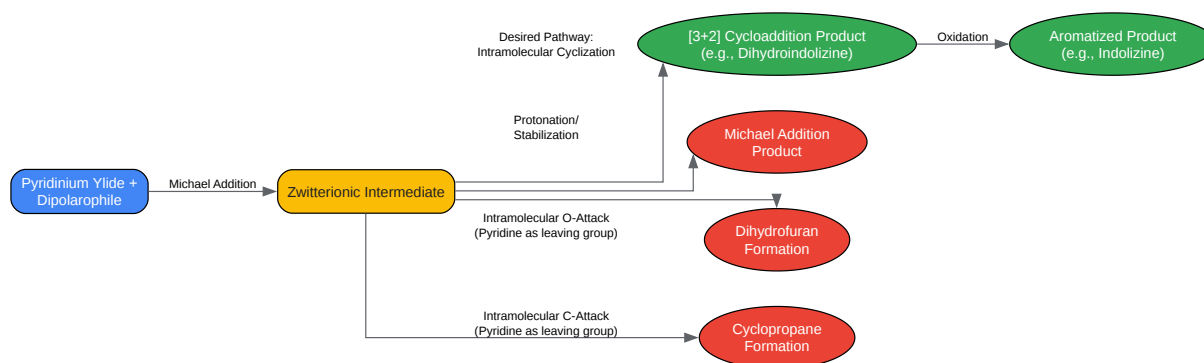 Desired Pathway:
Intramolecular Cyclization
[3+2] Cycloaddition Product
(e.g., Dihydroindolizine)
Oxidation
Aromatized Product
(e.g., Indolizine)
Protonation/
Stabilization
Michael Addition
Product
Pyridinium Ylide +
Dipolarophile
Michael Addition
Zwitterionic Intermediate
Intramolecular O-Attack
(Pyridine as leaving group)
Dihydrofuran
Formation
Intramolecular C-Attack
(Pyridine as leaving group)
Cyclopropane
Formation